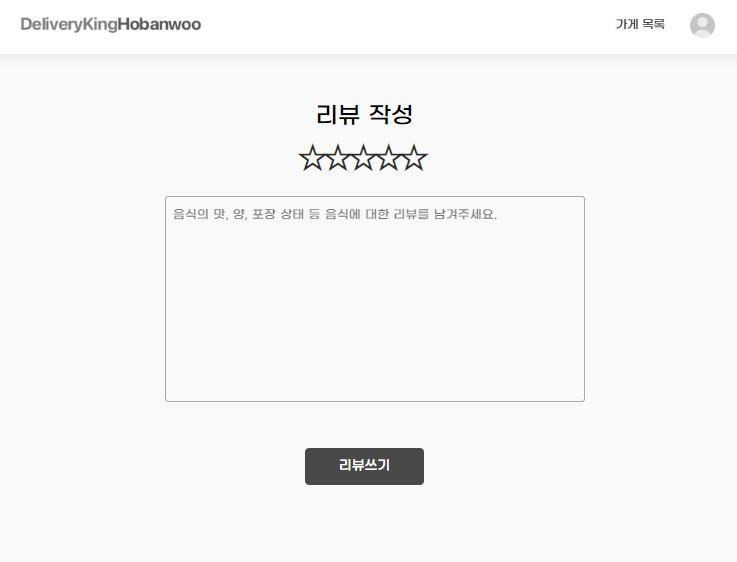 DeliveryKingHobanwoo 가게 목록
리뷰 작성
음식의 맛, 양, 포장 상태 등 음식에 대한 리뷰를 남겨주세요.
리뷰쓰기